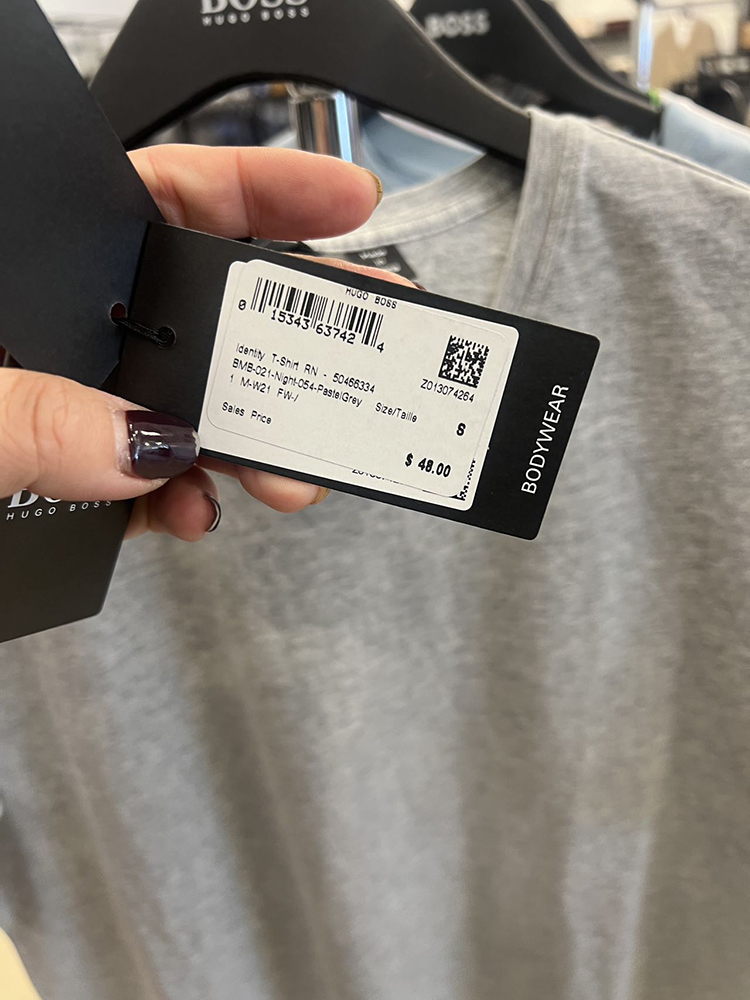 BOSS
HUGO BOSS
BOSS
HUGO BOSS
0 15343 63742 4
Identity T-Shirt RN - 50466334
Z013074264
BMB-021-Night-054-PastelGrey Size/Taille
1 M-W21 FW-/
S
Sales Price
$ 48.00
BODYWEAR
HUGO BOSS